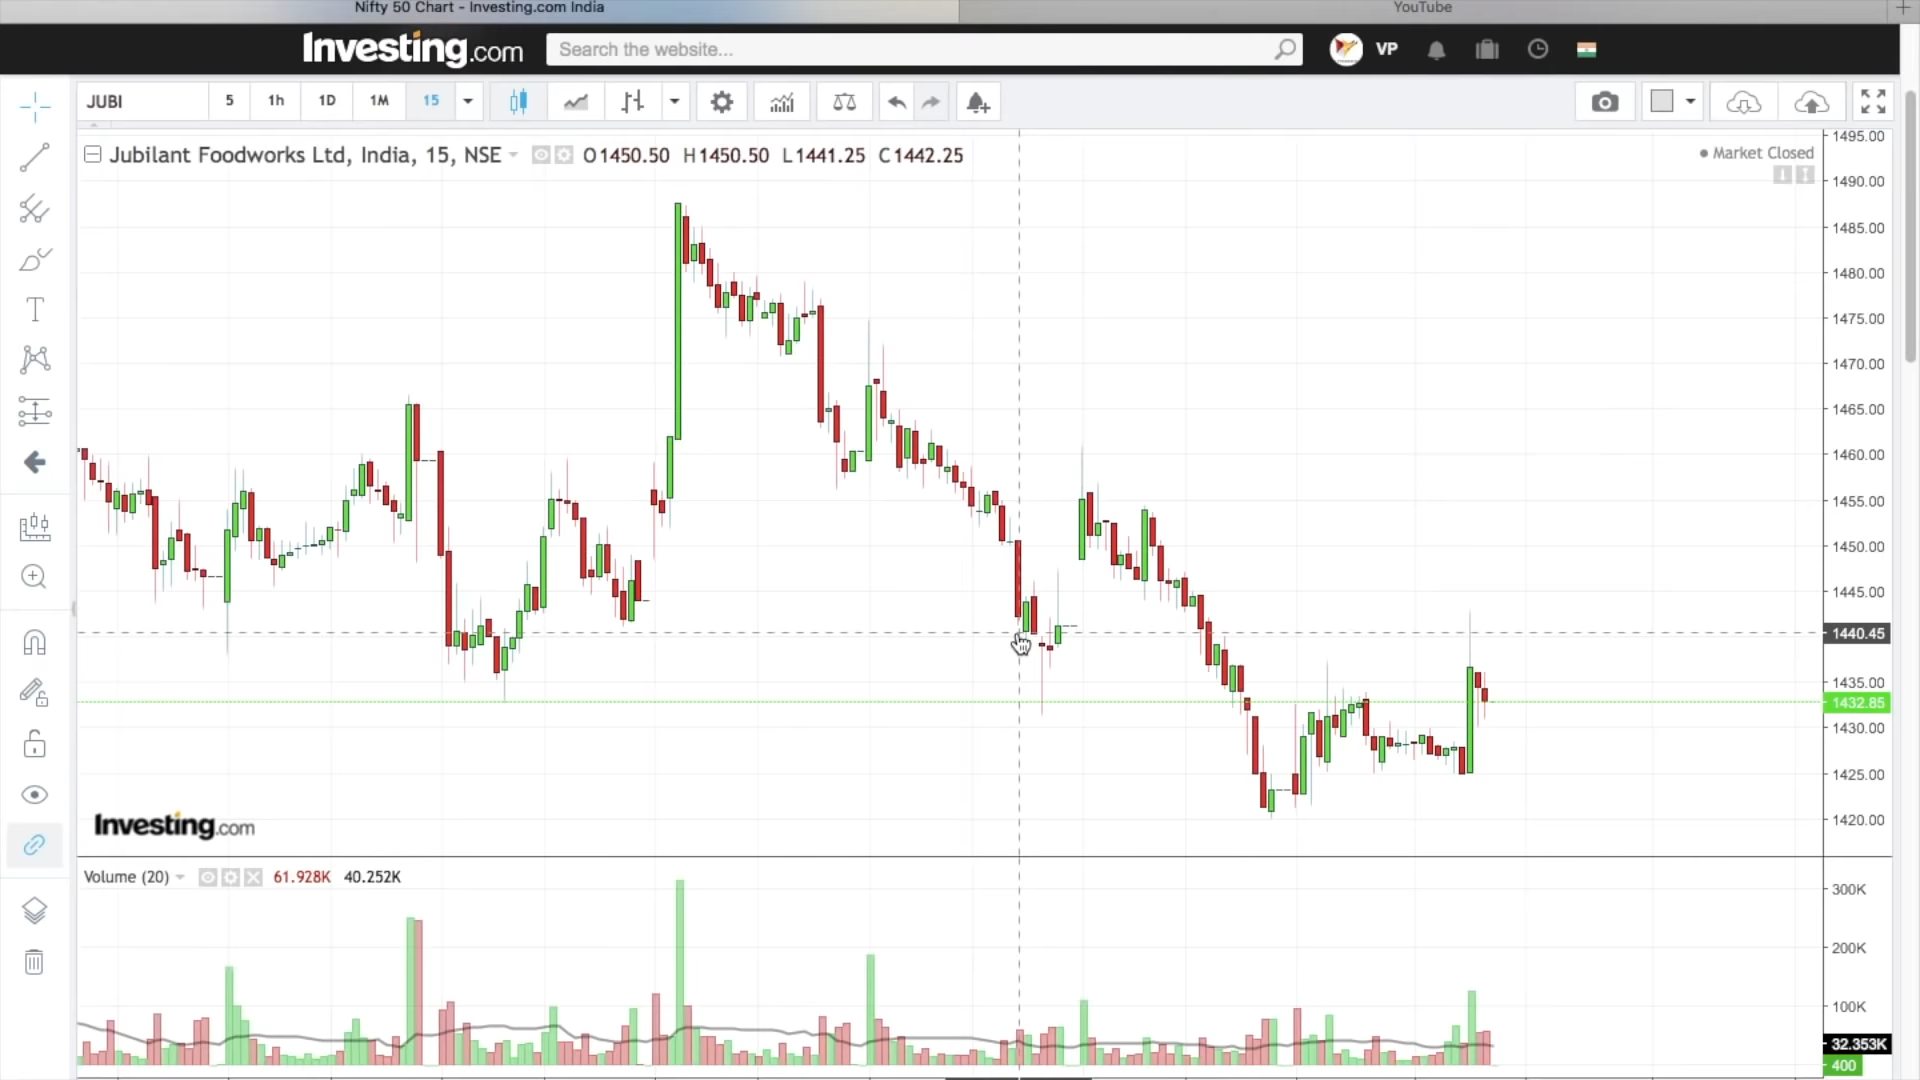 Nifty 50 Chart - Investing.com India
YouTube
Investing.com
Search the website...
VP
JUBI
5
1h
1D
1M
15
Jubilant Foodworks Ltd, India, 15, NSE
O1450.50 H1450.50 L1441.25 C1442.25
Market Closed
1495.00
1490.00
1485.00
1480.00
1475.00
1470.00
1465.00
1460.00
1455.00
1450.00
1445.00
1440.45
1435.00
1432.85
1430.00
1425.00
1420.00
Investing.com
Volume (20)
61.928K 40.252K
300K
200K
100K
32.353K
400